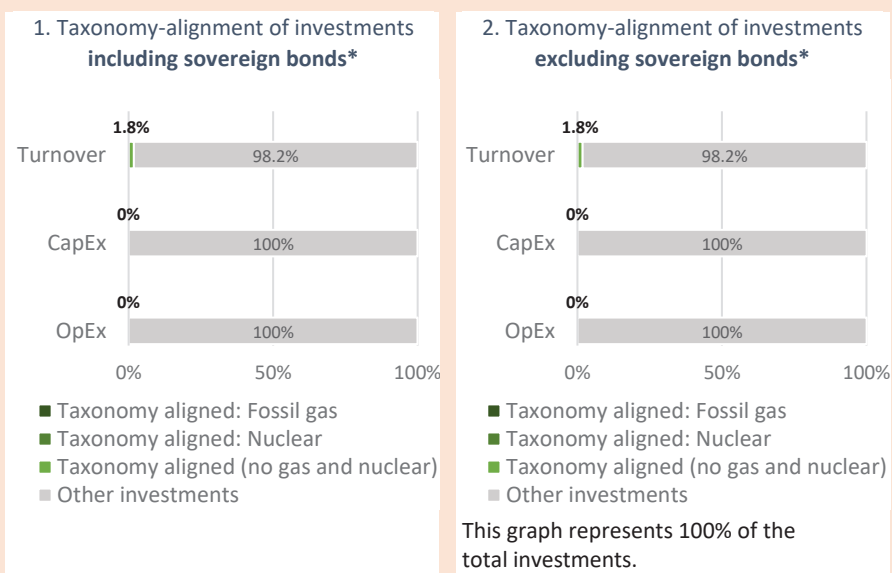 1. Taxonomy-alignment of investments
including sovereign bonds*
1.8%
Turnover
98.2%
0%
CapEx
100%
0%
OpEx
100%
0%
50%
100%
Taxonomy aligned: Fossil gas
Taxonomy aligned: Nuclear
Taxonomy aligned (no gas and nuclear)
Other investments
2. Taxonomy-alignment of investments
excluding sovereign bonds*
1.8%
Turnover
98.2%
0%
CapEx
100%
0%
OpEx
100%
0%
50%
100%
Taxonomy aligned: Fossil gas
Taxonomy aligned: Nuclear
Taxonomy aligned (no gas and nuclear)
Other investments
This graph represents 100% of the
total investments.